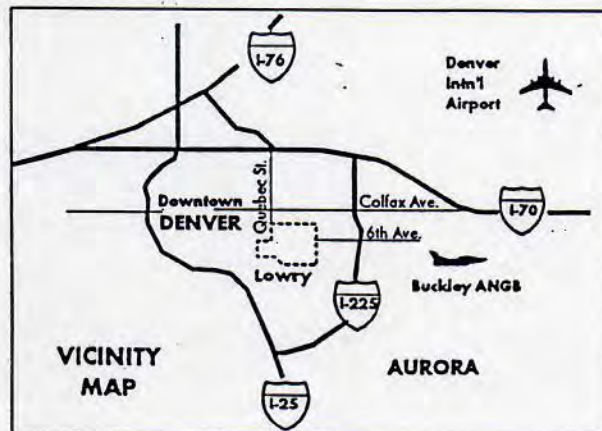 I-76
Denver
Int'n'l
Airport
Quebec St.
Downtown
DENVER
Colfax Ave.
I-70
6th Ave.
Lowry
Buckley ANGB
I-225
VICINITY
MAP
AURORA
I-25